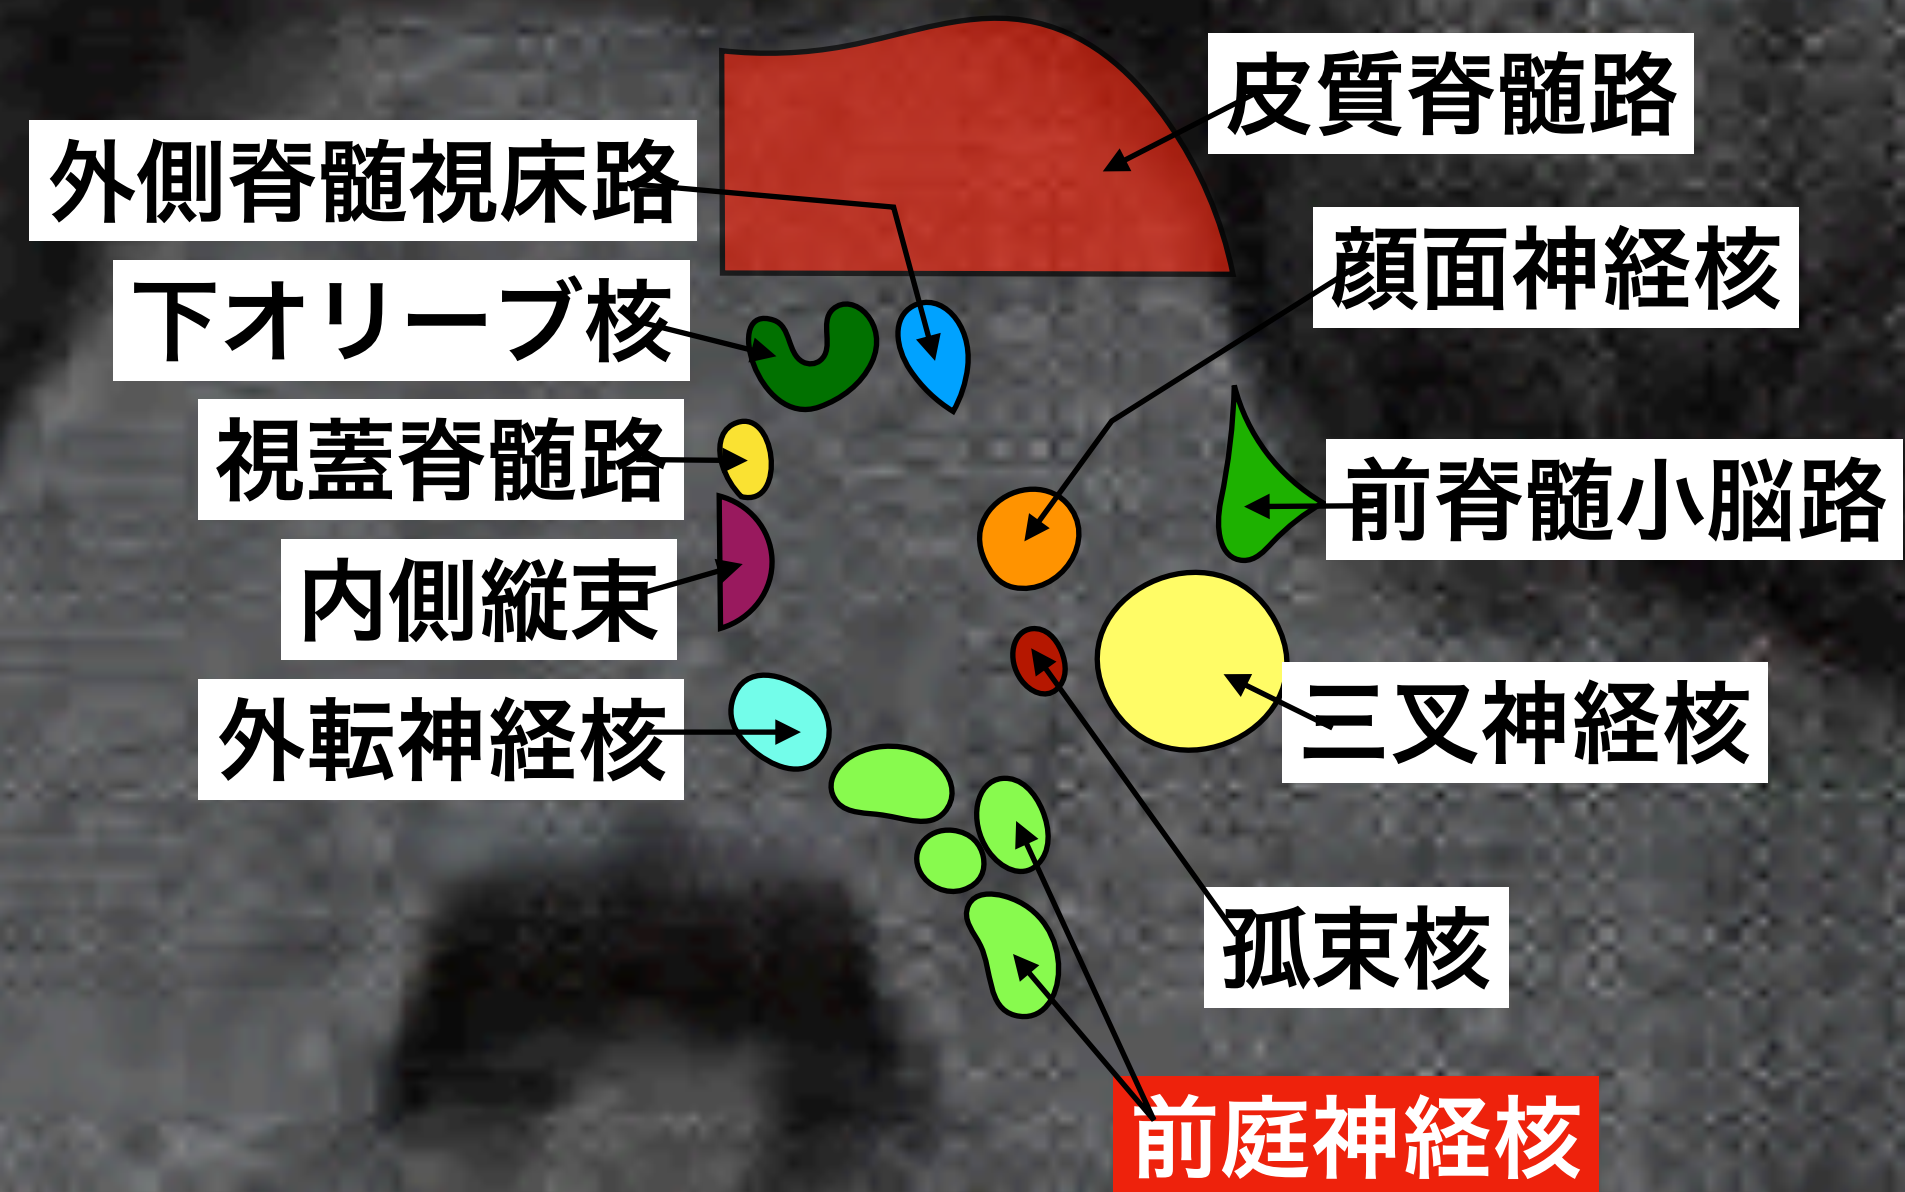 皮質脊髄路
外側脊髄視床路
顔面神経核
下オリーブ核
視蓋脊髄路
前脊髄小脳路
内側縦束
三叉神経核
外転神経核
孤束核
前庭神経核